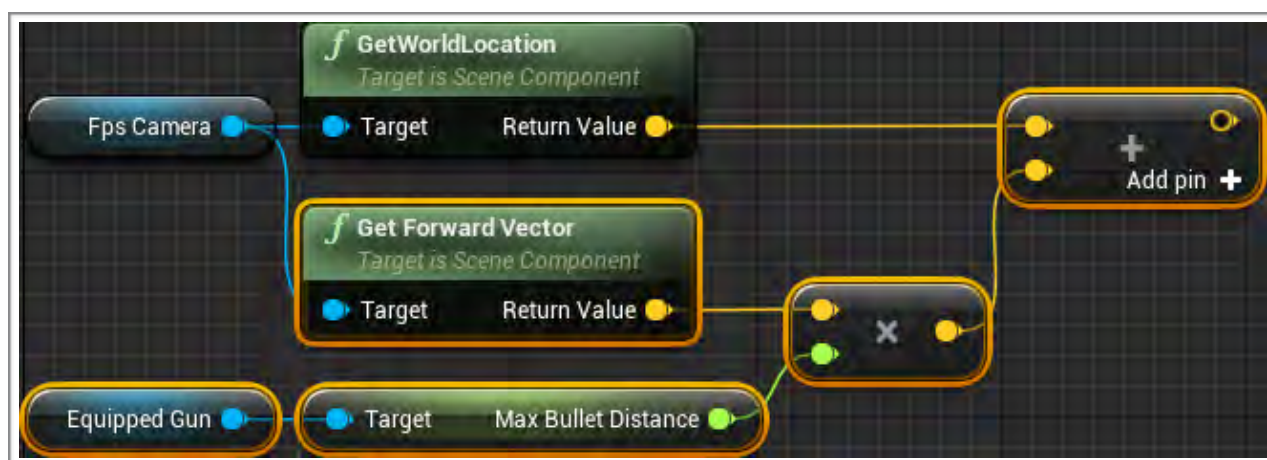 f GetWorldLocation
Target is Scene Component
Fps Camera
Target Return Value
+
Add pin +
f Get Forward Vector
Target is Scene Component
Target Return Value
×
Equipped Gun
Target Max Bullet Distance